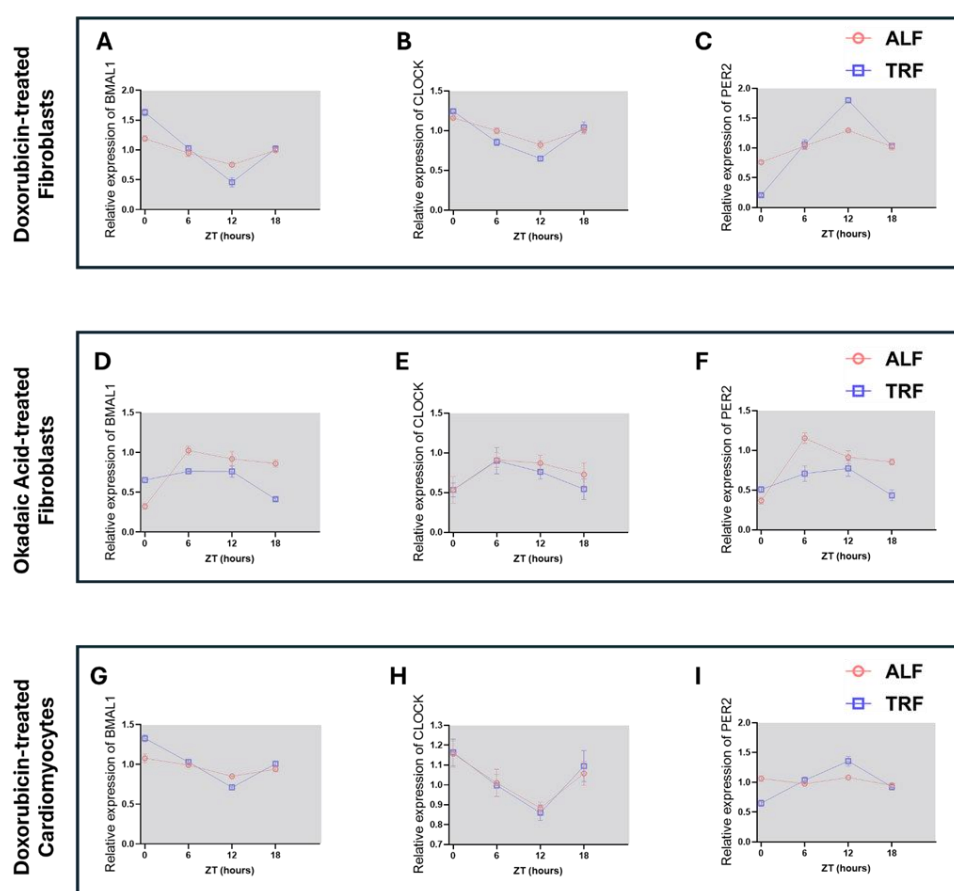 Doxorubicin-treated
Fibroblasts
A
Relative expression of BMAL1
2.0
1.5
1.0
0.5
0.0
0 6 12 18
ZT (hours)
B
Relative expression of CLOCK
1.5
1.0
0.5
0.0
0 6 12 18
ZT (hours)
C
ALF
TRF
Relative expression of PER2
2.0
1.5
1.0
0.5
0.0
0 6 12 18
ZT (hours)
Okadaic Acid-treated
Fibroblasts
D
Relative expression of BMAL1
1.5
1.0
0.5
0.0
0 6 12 18
ZT (hours)
E
Relative expression of CLOCK
1.5
1.0
0.5
0.0
0 6 12 18
ZT (hours)
F
ALF
TRF
Relative expression of PER2
1.5
1.0
0.5
0.0
0 6 12 18
ZT (hours)
Doxorubicin-treated
Cardiomyocytes
G
Relative expression of BMAL1
1.5
1.0
0.5
0.0
0 6 12 18
ZT (hours)
H
Relative expression of CLOCK
1.3
1.2
1.1
1.0
0.9
0.8
0.7
0 6 12 18
ZT (hours)
I
ALF
TRF
Relative expression of PER2
2.0
1.5
1.0
0.5
0.0
0 6 12 18
ZT (hours)